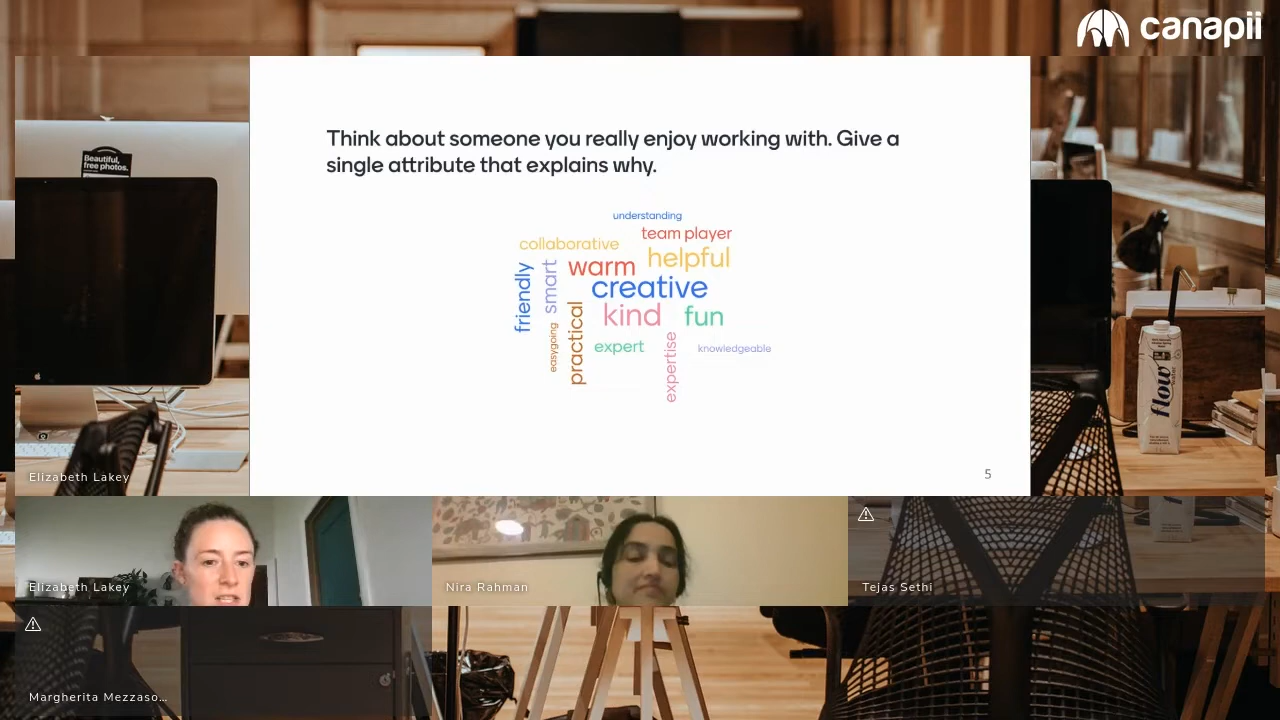 canapii
Beautiful,
free photos.
Think about someone you really enjoy working with. Give a
single attribute that explains why.
understanding
team player
collaborative
helpful
warm
friendly
smart
creative
kind
fun
practical
easygoing
expert
expertise
knowledgeable
5
flow
Elizabeth Lakey
Elizabeth Lakey
Nira Rahman
Tejas Sethi
Margherita Mezzaso...